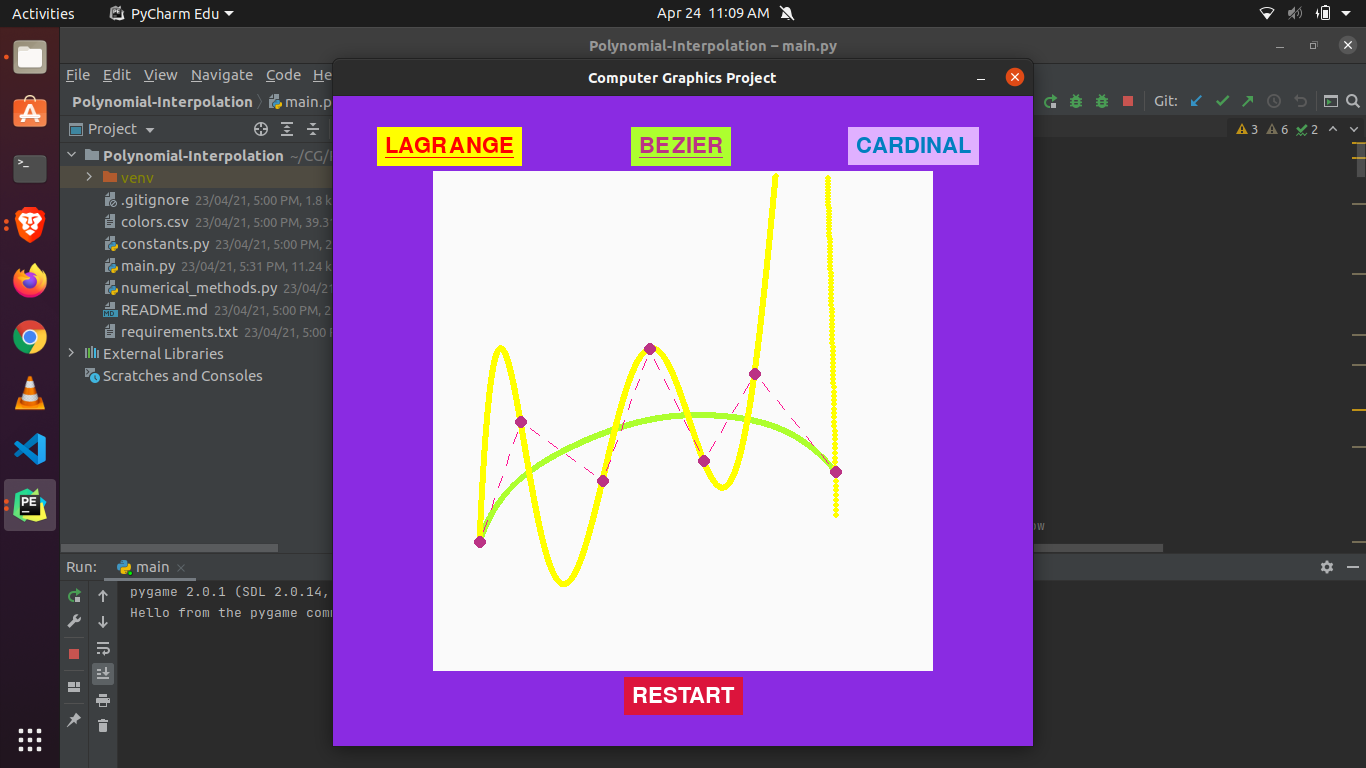 Activities PyCharm Edu Apr 24 11:09 AM
Polynomial-Interpolation – main.py
File Edit View Navigate Code He
Computer Graphics Project
Polynomial-Interpolation main.p
Git:
Project
3 6 2
LAGRANGE BEZIER CARDINAL
Polynomial-Interpolation ~/CG/
venv
.gitignore 23/04/21, 5:00 PM, 1.8 k
colors.csv 23/04/21, 5:00 PM, 39.31
constants.py 23/04/21, 5:00 PM, 2
main.py 23/04/21, 5:31 PM, 11.24 k
numerical_methods.py 23/04/21
README.md 23/04/21, 5:00 PM, 2
requirements.txt 23/04/21, 5:00
External Libraries
Scratches and Consoles
ow
Run: main
pygame 2.0.1 (SDL 2.0.14,
Hello from the pygame com
RESTART